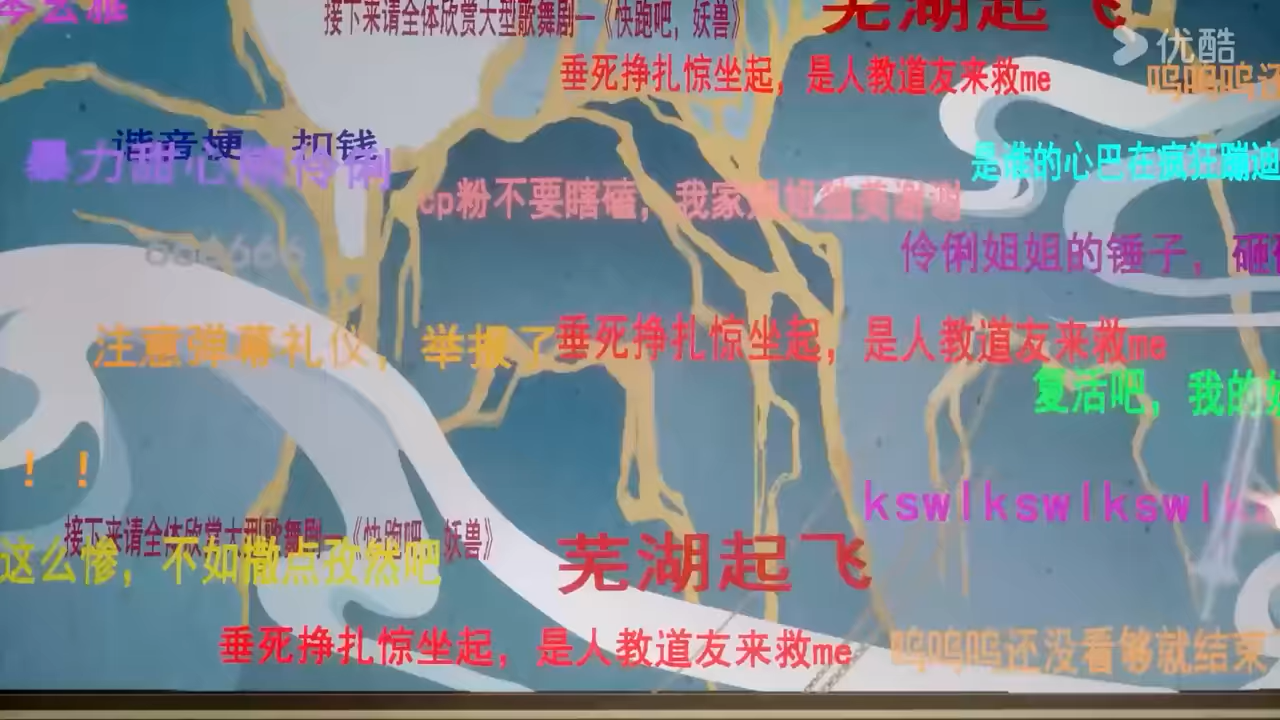 接下来请全体欣赏大型歌舞剧—《快跑吧,妖兽》
芜湖起飞
优酷
垂死挣扎惊坐起，是人教道友来救me
呜呜呜还
谐音梗，扣钱
暴力甜心
伶俐
是谁的心巴在疯狂蹦迪
cp粉不要瞎磕，我家
666666
伶俐姐姐的锤子，砸
注意弹幕礼仪，举报了
垂死挣扎惊坐起，是人教道友来救me
复活吧，我的
！！
kswlkswlkswlk
接下来请全体欣赏大型歌舞剧—《快跑吧,妖兽》
这么惨，不如撒点孜然吧
芜湖起飞
垂死挣扎惊坐起，是人教道友来救me
呜呜呜还没看够就结束